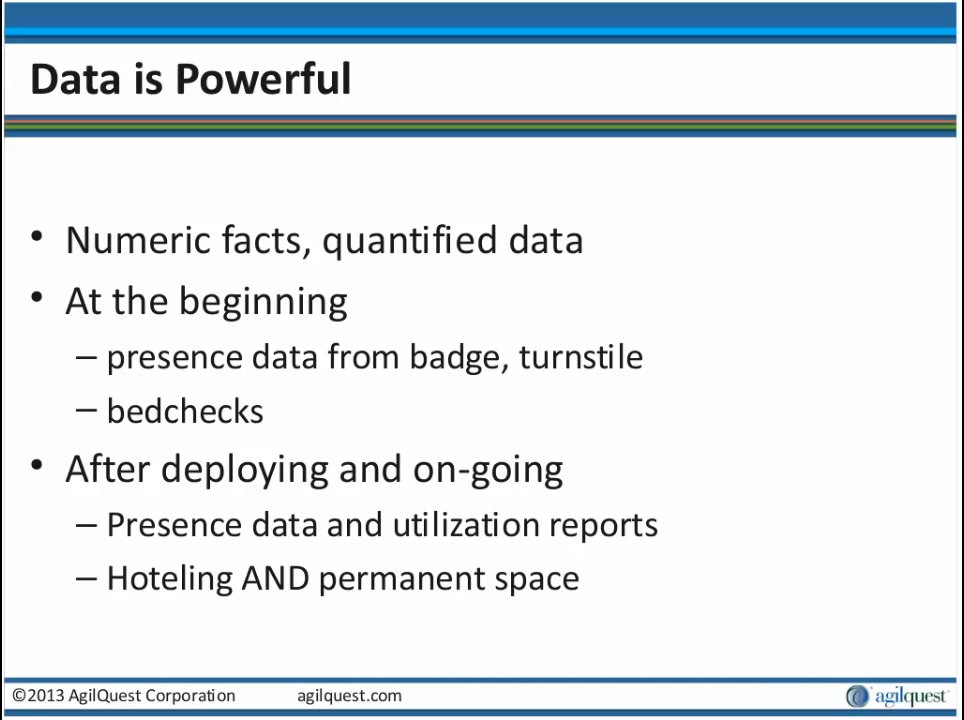 Data is Powerful
• Numeric facts, quantified data
• At the beginning
– presence data from badge, turnstile
– bedchecks
• After deploying and on-going
– Presence data and utilization reports
– Hoteling AND permanent space
©2013 AgilQuest Corporation agilquest.com agilquest